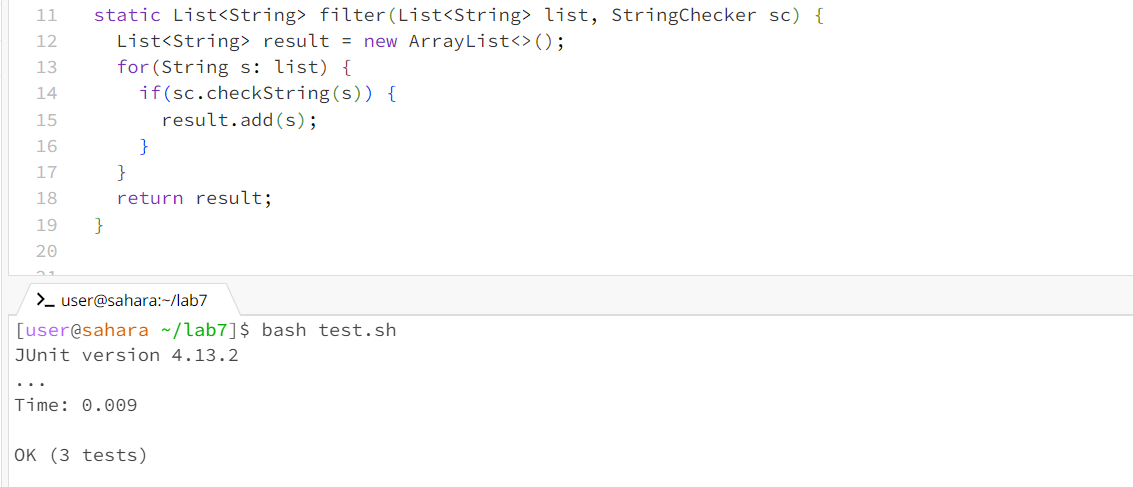 11 static List<String> filter(List<String> list, StringChecker sc) {
12 List<String> result = new ArrayList<>();
13 for(String s: list) {
14 if(sc.checkString(s)) {
15 result.add(s);
16 }
17 }
18 return result;
19 }
20
21
>_ user@sahara:~/lab7
[user@sahara ~/lab7]$ bash test.sh
JUnit version 4.13.2
...
Time: 0.009
OK (3 tests)